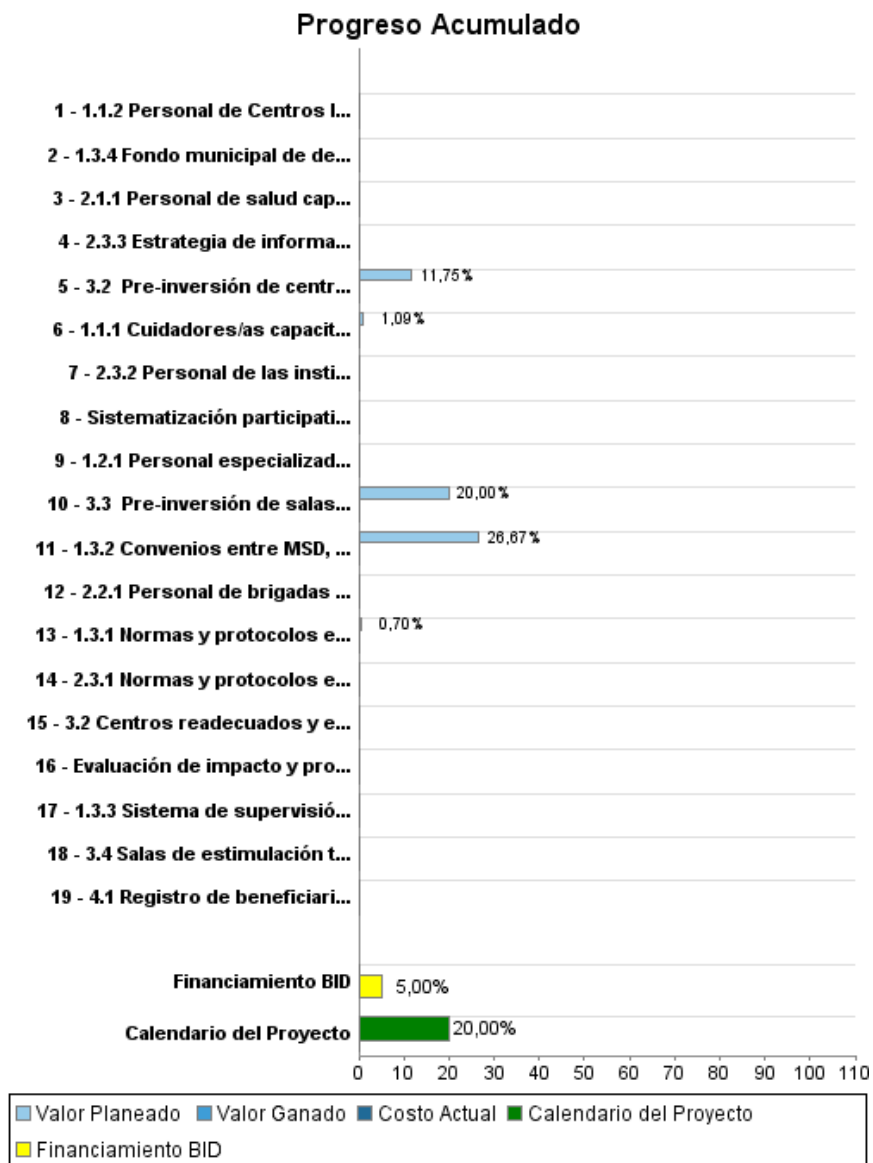 Progreso Acumulado
1 - 1.1.2 Personal de Centros I...
2 - 1.3.4 Fondo municipal de de...
3 - 2.1.1 Personal de salud cap...
4 - 2.3.3 Estrategia de informa...
5 - 3.2  Pre-inversión de centr... 11,75%
6 - 1.1.1 Cuidadores/as capacit... 1,09%
7 - 2.3.2 Personal de las insti...
8 - Sistematización participati...
9 - 1.2.1 Personal especializad...
10 - 3.3  Pre-inversión de salas... 20,00%
11 - 1.3.2 Convenios entre MSD, ... 26,67%
12 - 2.2.1 Personal de brigadas ...
13 - 1.3.1 Normas y protocolos e... 0,70%
14 - 2.3.1 Normas y protocolos e...
15 - 3.2 Centros readecuados y e...
16 - Evaluación de impacto y pro...
17 - 1.3.3 Sistema de supervisió...
18 - 3.4 Salas de estimulación t...
19 - 4.1 Registro de beneficiari...
Financiamiento BID 5,00%
Calendario del Proyecto 20,00%
0 10 20 30 40 50 60 70 80 90 100 110
Valor Planeado Valor Ganado Costo Actual Calendario del Proyecto
Financiamiento BID